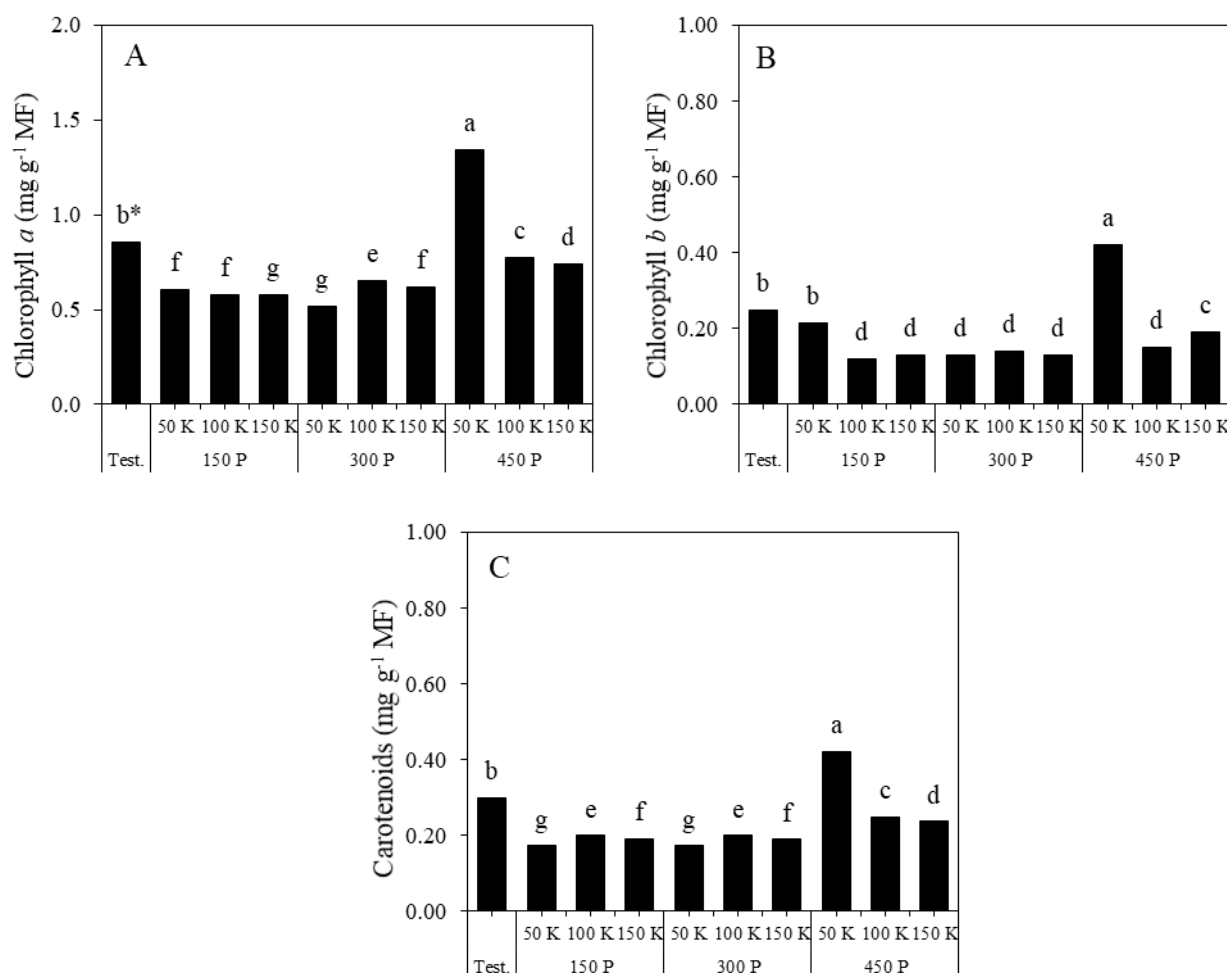 A
Chlorophyll a (mg g-1 MF)
2.0
1.5
1.0
0.5
0.0
b* f f g g e f a c d
50 K 100 K 150 K 50 K 100 K 150 K 50 K 100 K 150 K
Test. 150 P 300 P 450 P
B
Chlorophyll b (mg g-1 MF)
1.00
0.80
0.60
0.40
0.20
0.00
b b d d d d d a d c
50 K 100 K 150 K 50 K 100 K 150 K 50 K 100 K 150 K
Test. 150 P 300 P 450 P
C
Carotenoids (mg g-1 MF)
1.00
0.80
0.60
0.40
0.20
0.00
b g e f g e f a c d
50 K 100 K 150 K 50 K 100 K 150 K 50 K 100 K 150 K
Test. 150 P 300 P 450 P